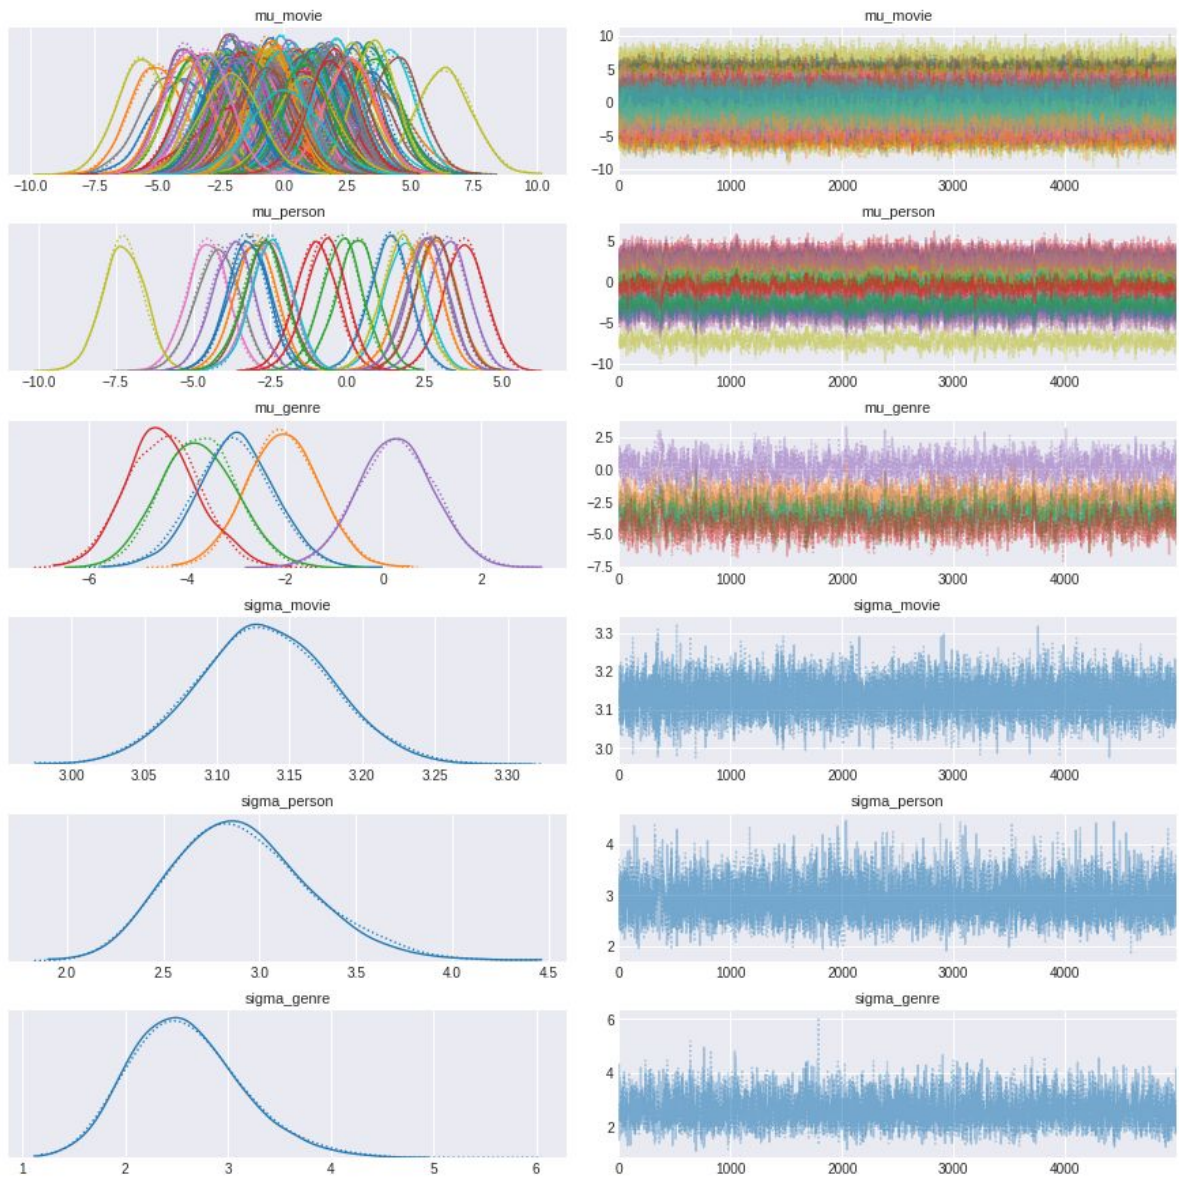 mu_movie mu_movie
10
5
0
−5
−10
−10.0 −7.5 −5.0 −2.5 0.0 2.5 5.0 7.5 10.0 0 1000 2000 3000 4000
mu_person mu_person
5
0
−5
−10
−10.0 −7.5 −5.0 −2.5 0.0 2.5 5.0 0 1000 2000 3000 4000
mu_genre mu_genre
2.5
0.0
−2.5
−5.0
−7.5
−6 −4 −2 0 2 0 1000 2000 3000 4000
sigma_movie sigma_movie
3.3
3.2
3.1
3.0
3.00 3.05 3.10 3.15 3.20 3.25 3.30 0 1000 2000 3000 4000
sigma_person sigma_person
4
3
2
2.0 2.5 3.0 3.5 4.0 4.5 0 1000 2000 3000 4000
sigma_genre sigma_genre
6
4
2
1 2 3 4 5 6 0 1000 2000 3000 4000